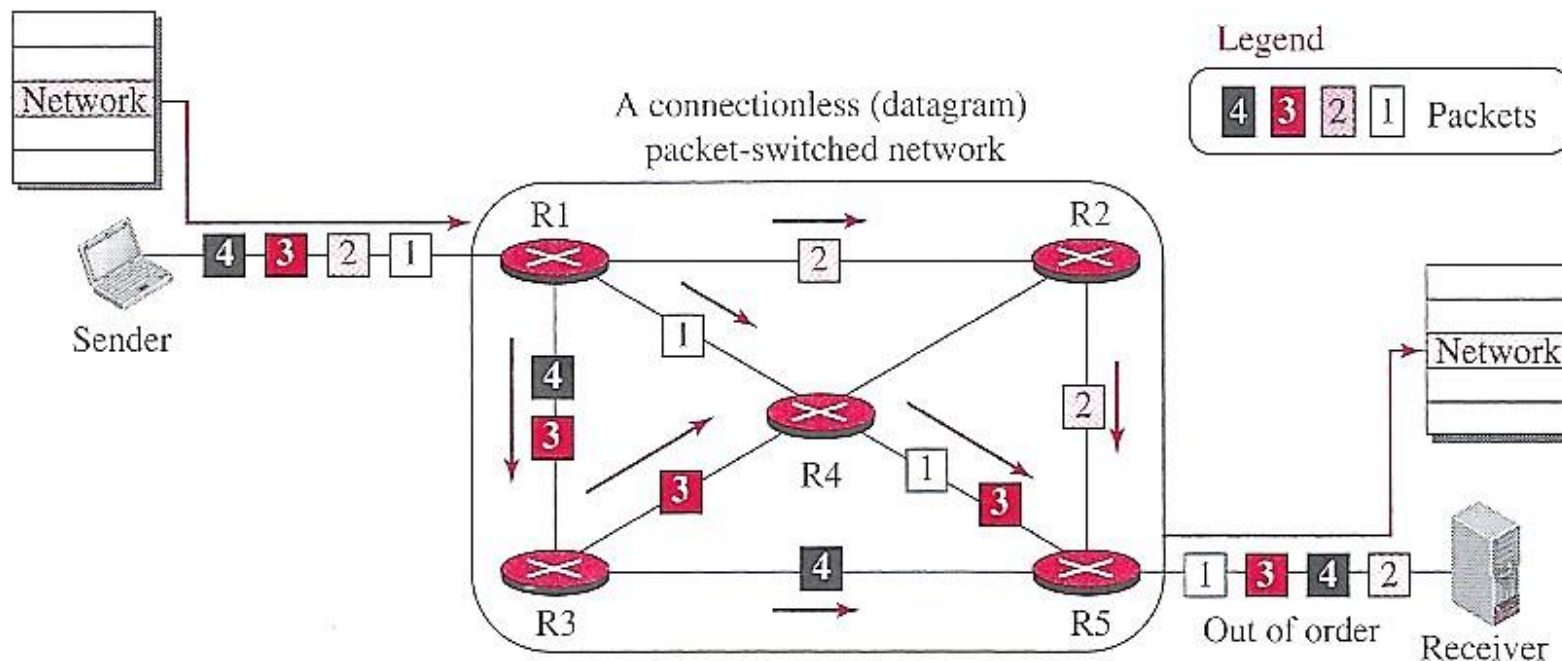 Network
Legend
4 3 2 1 Packets
A connectionless (datagram)
packet-switched network
R1
R2
4 3 2 1
2
Sender
1
4
3
2
Network
R4
3
1
3
4
1 3 4 2
R3
R5
Out of order
Receiver